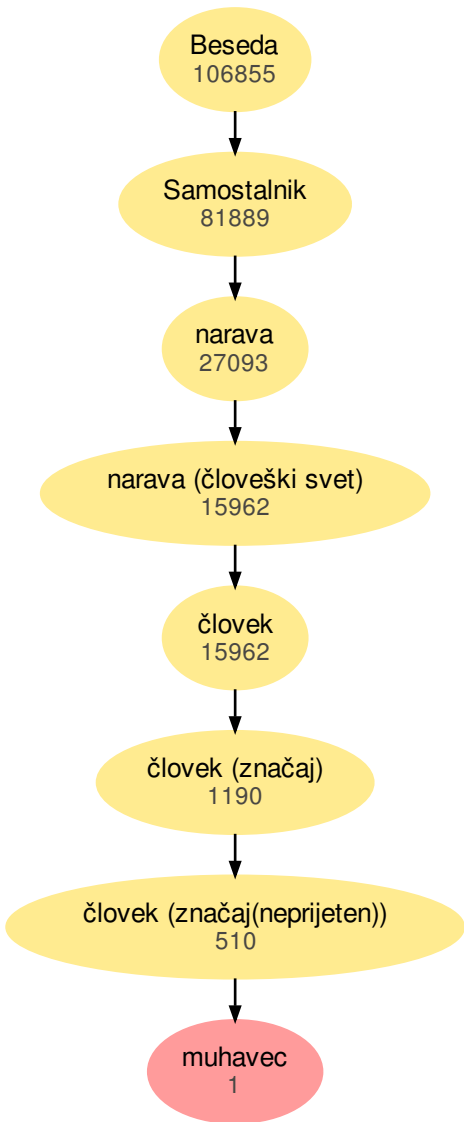 Beseda
106855
Samostalnik
81889
narava
27093
narava (človeški svet)
15962
človek
15962
človek (značaj)
1190
človek (značaj(neprijeten))
510
muhavec
1